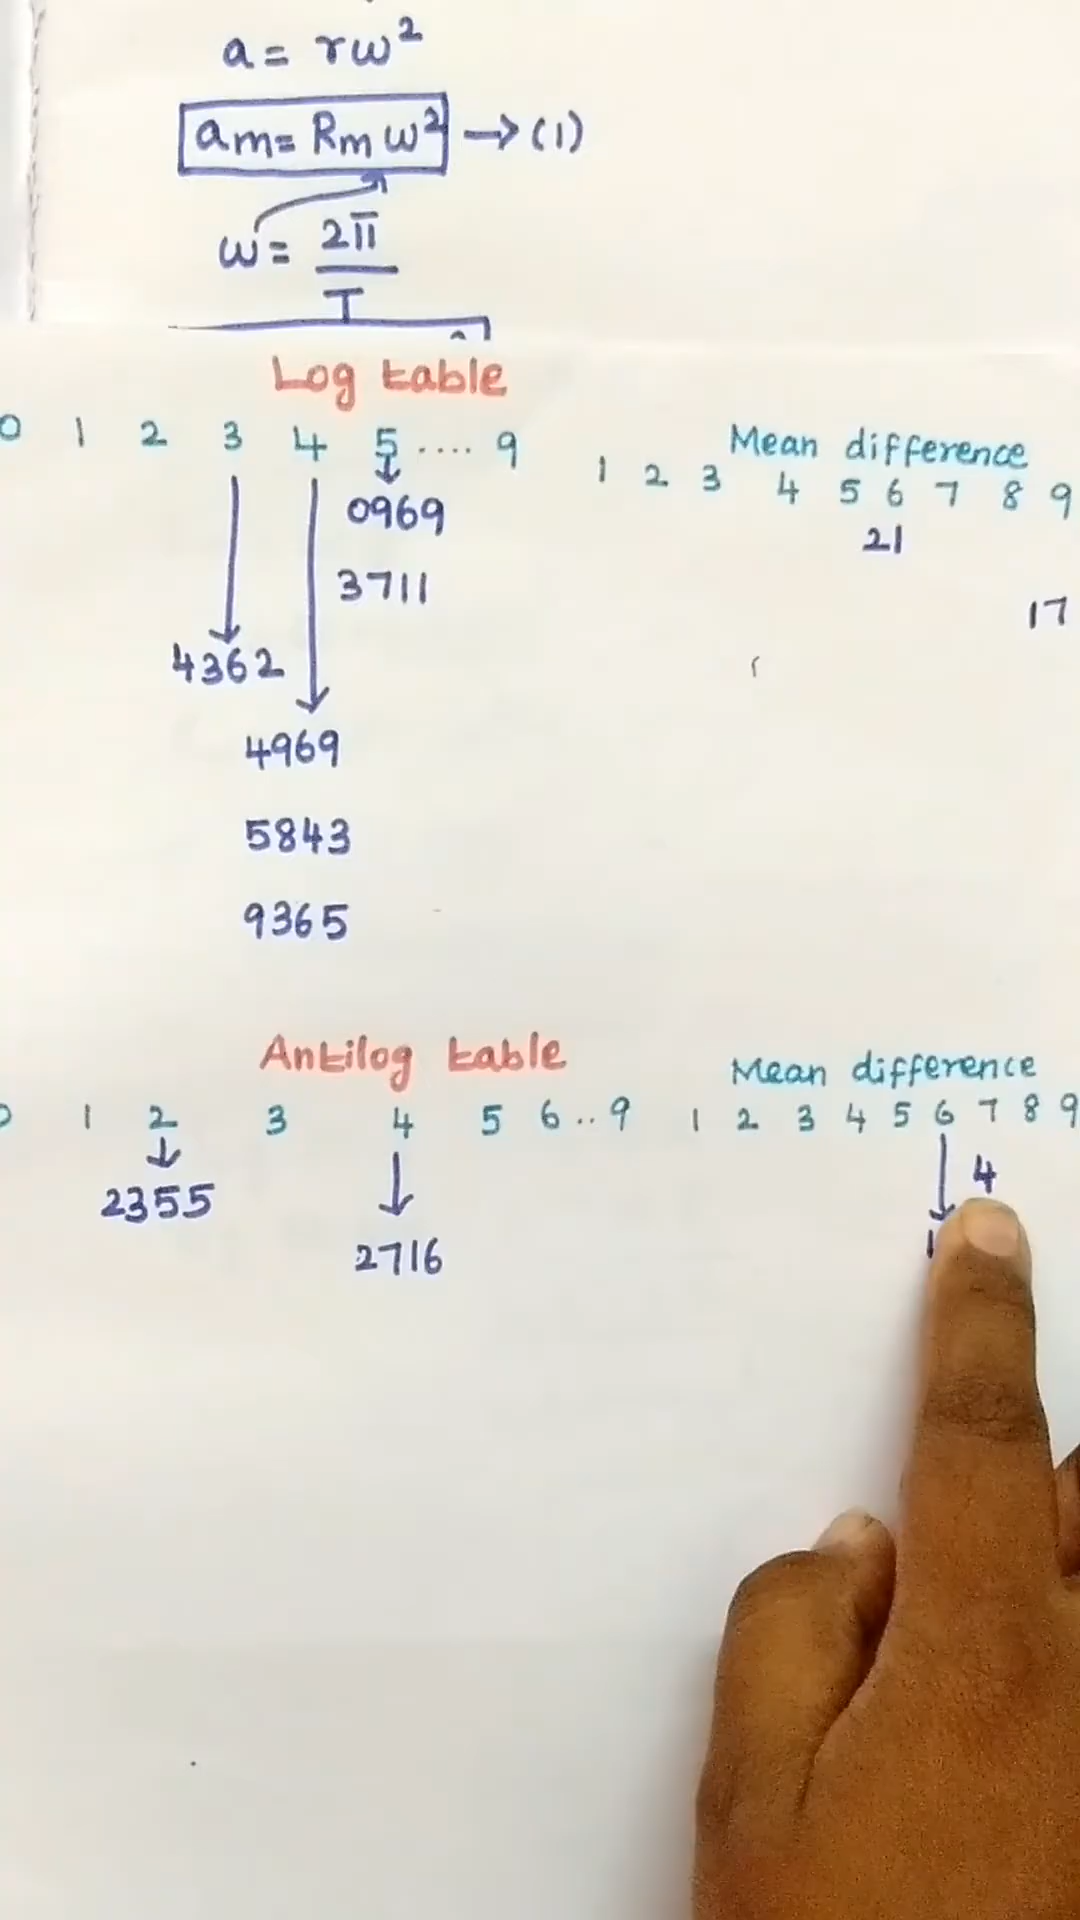 a = rω²
am = Rm ω² → (1)
ω = 2π
T
Log table
0 1 2 3 4 5 .... 9
Mean difference
1 2 3 4 5 6 7 8 9
0969
21
3711
17
4362
4969
5843
9365
Antilog table
Mean difference
0 1 2 3 4 5 6 .. 9 1 2 3 4 5 6 7 8 9
2355
4
2716